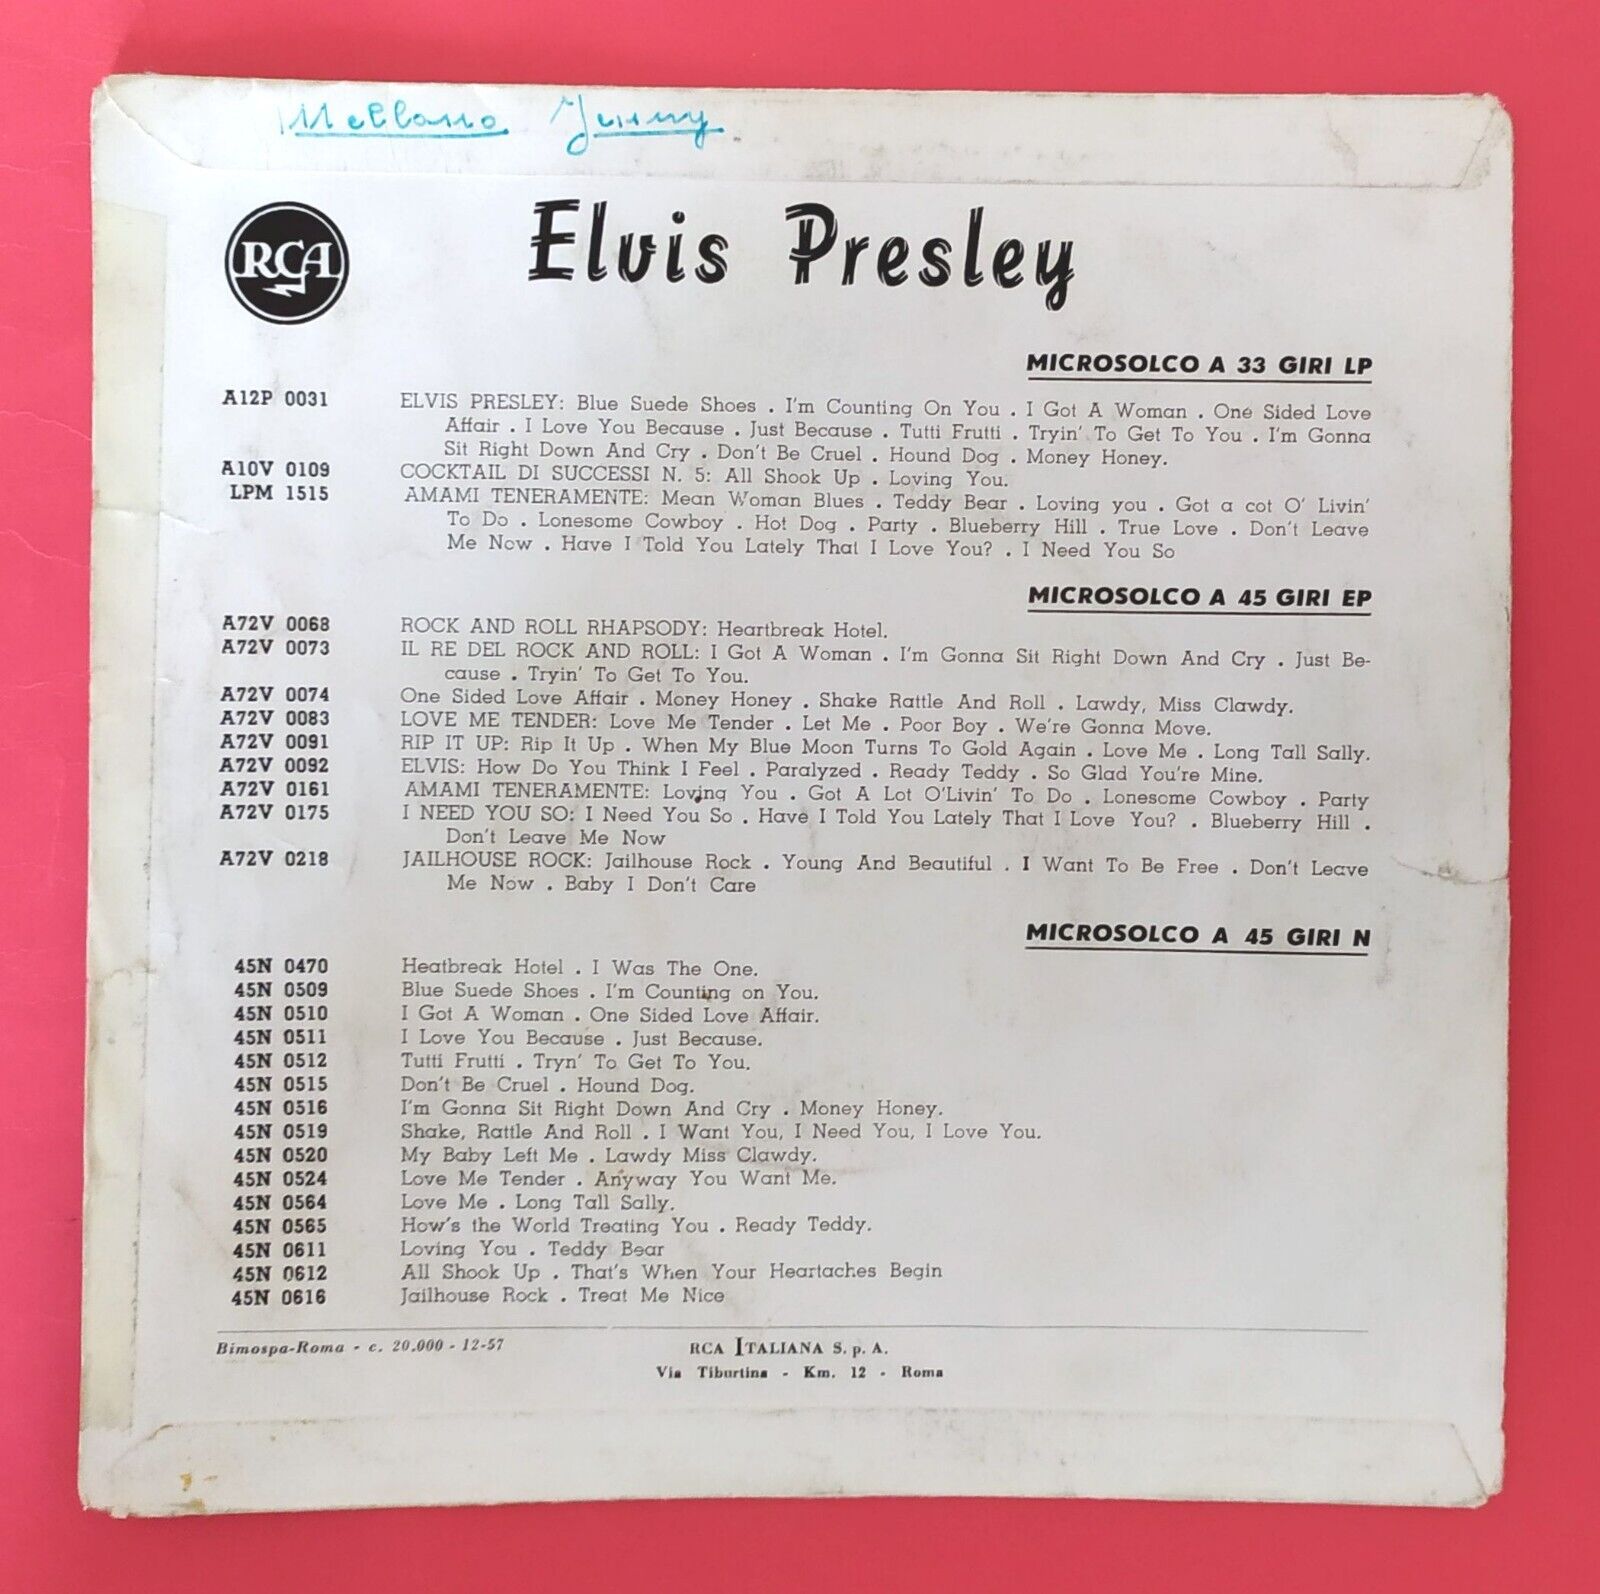 Mellano Jenny
RCA
Elvis Presley
MICROSOLCO A 33 GIRI LP
A12P 0031 ELVIS PRESLEY: Blue Suede Shoes . I'm Counting On You . I Got A Woman . One Sided Love
Affair . I Love You Because . Just Because . Tutti Frutti . Tryin' To Get To You . I'm Gonna
Sit Right Down And Cry . Don't Be Cruel . Hound Dog . Money Honey.
A10V 0109 COCKTAIL DI SUCCESSI N. 5: All Shook Up . Loving You.
LPM 1515 AMAMI TENERAMENTE: Mean Woman Blues . Teddy Bear . Loving you . Got a cot O' Livin'
To Do . Lonesome Cowboy . Hot Dog . Party . Blueberry Hill . True Love . Don't Leave
Me Now . Have I Told You Lately That I Love You? . I Need You So
MICROSOLCO A 45 GIRI EP
A72V 0068 ROCK AND ROLL RHAPSODY: Heartbreak Hotel.
A72V 0073 IL RE DEL ROCK AND ROLL: I Got A Woman . I'm Gonna Sit Right Down And Cry . Just Be-
cause . Tryin' To Get To You.
A72V 0074 One Sided Love Affair . Money Honey . Shake Rattle And Roll . Lawdy, Miss Clawdy.
A72V 0083 LOVE ME TENDER: Love Me Tender . Let Me . Poor Boy . We're Gonna Move.
A72V 0091 RIP IT UP: Rip It Up . When My Blue Moon Turns To Gold Again . Love Me . Long Tall Sally.
A72V 0092 ELVIS: How Do You Think I Feel . Paralyzed . Ready Teddy . So Glad You're Mine.
A72V 0161 AMAMI TENERAMENTE: Loving You . Got A Lot O'Livin' To Do . Lonesome Cowboy . Party
A72V 0175 I NEED YOU SO: I Need You So . Have I Told You Lately That I Love You? . Blueberry Hill .
Don't Leave Me Now
A72V 0218 JAILHOUSE ROCK: Jailhouse Rock . Young And Beautiful . I Want To Be Free . Don't Leave
Me Now . Baby I Don't Care
MICROSOLCO A 45 GIRI N
45N 0470 Heatbreak Hotel . I Was The One.
45N 0509 Blue Suede Shoes . I'm Counting on You.
45N 0510 I Got A Woman . One Sided Love Affair.
45N 0511 I Love You Because . Just Because.
45N 0512 Tutti Frutti . Tryn' To Get To You.
45N 0515 Don't Be Cruel . Hound Dog.
45N 0516 I'm Gonna Sit Right Down And Cry . Money Honey.
45N 0519 Shake, Rattle And Roll . I Want You, I Need You, I Love You.
45N 0520 My Baby Left Me . Lawdy Miss Clawdy.
45N 0524 Love Me Tender . Anyway You Want Me.
45N 0564 Love Me . Long Tall Sally.
45N 0565 How's the World Treating You . Ready Teddy.
45N 0611 Loving You . Teddy Bear
45N 0612 All Shook Up . That's When Your Heartaches Begin
45N 0616 Jailhouse Rock . Treat Me Nice
Bimospa-Roma - c. 20.000 - 12-57 RCA ITALIANA S. p. A.
Via Tiburtina - Km. 12 - Roma